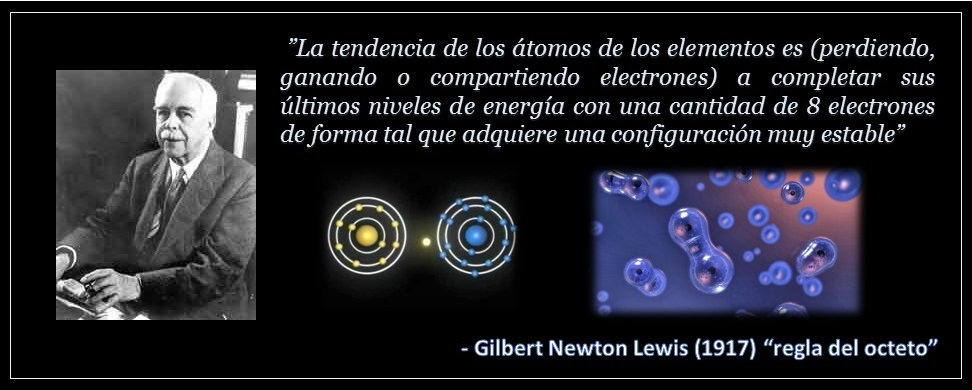 ”La tendencia de los átomos de los elementos es (perdiendo,
ganando o compartiendo electrones) a completar sus
últimos niveles de energía con una cantidad de 8 electrones
de forma tal que adquiere una configuración muy estable”
- Gilbert Newton Lewis (1917) “regla del octeto”